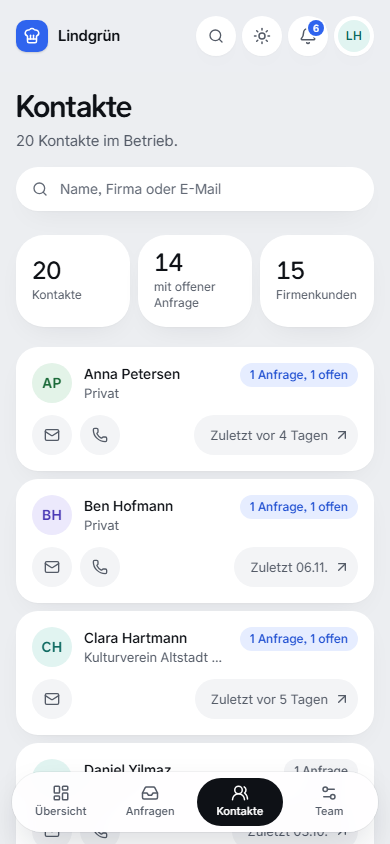 Lindgrün
6
LH
Kontakte
20 Kontakte im Betrieb.
Name, Firma oder E-Mail
20
Kontakte
14
mit offener
Anfrage
15
Firmenkunden
AP
Anna Petersen
1 Anfrage, 1 offen
Privat
Zuletzt vor 4 Tagen
BH
Ben Hofmann
1 Anfrage, 1 offen
Privat
Zuletzt 06.11.
CH
Clara Hartmann
1 Anfrage, 1 offen
Kulturverein Altstadt ...
Zuletzt vor 5 Tagen
Daniel Yilmaz
1 Anfrage
Übersicht
Anfragen
Kontakte
Team